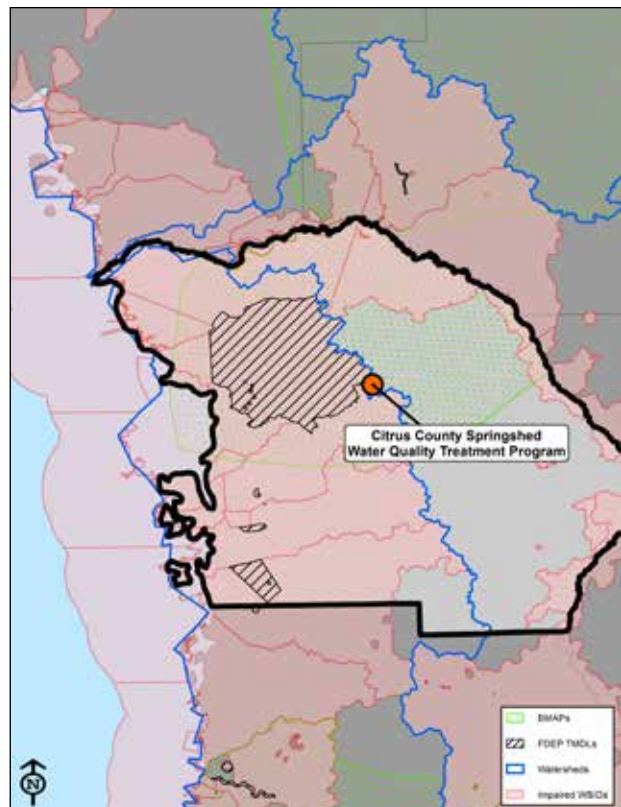 Citrus County Springshed
Water Quality Treatment Program
BMAPs
FDEP TMDLs
Watersheds
Impaired WBIDs
N